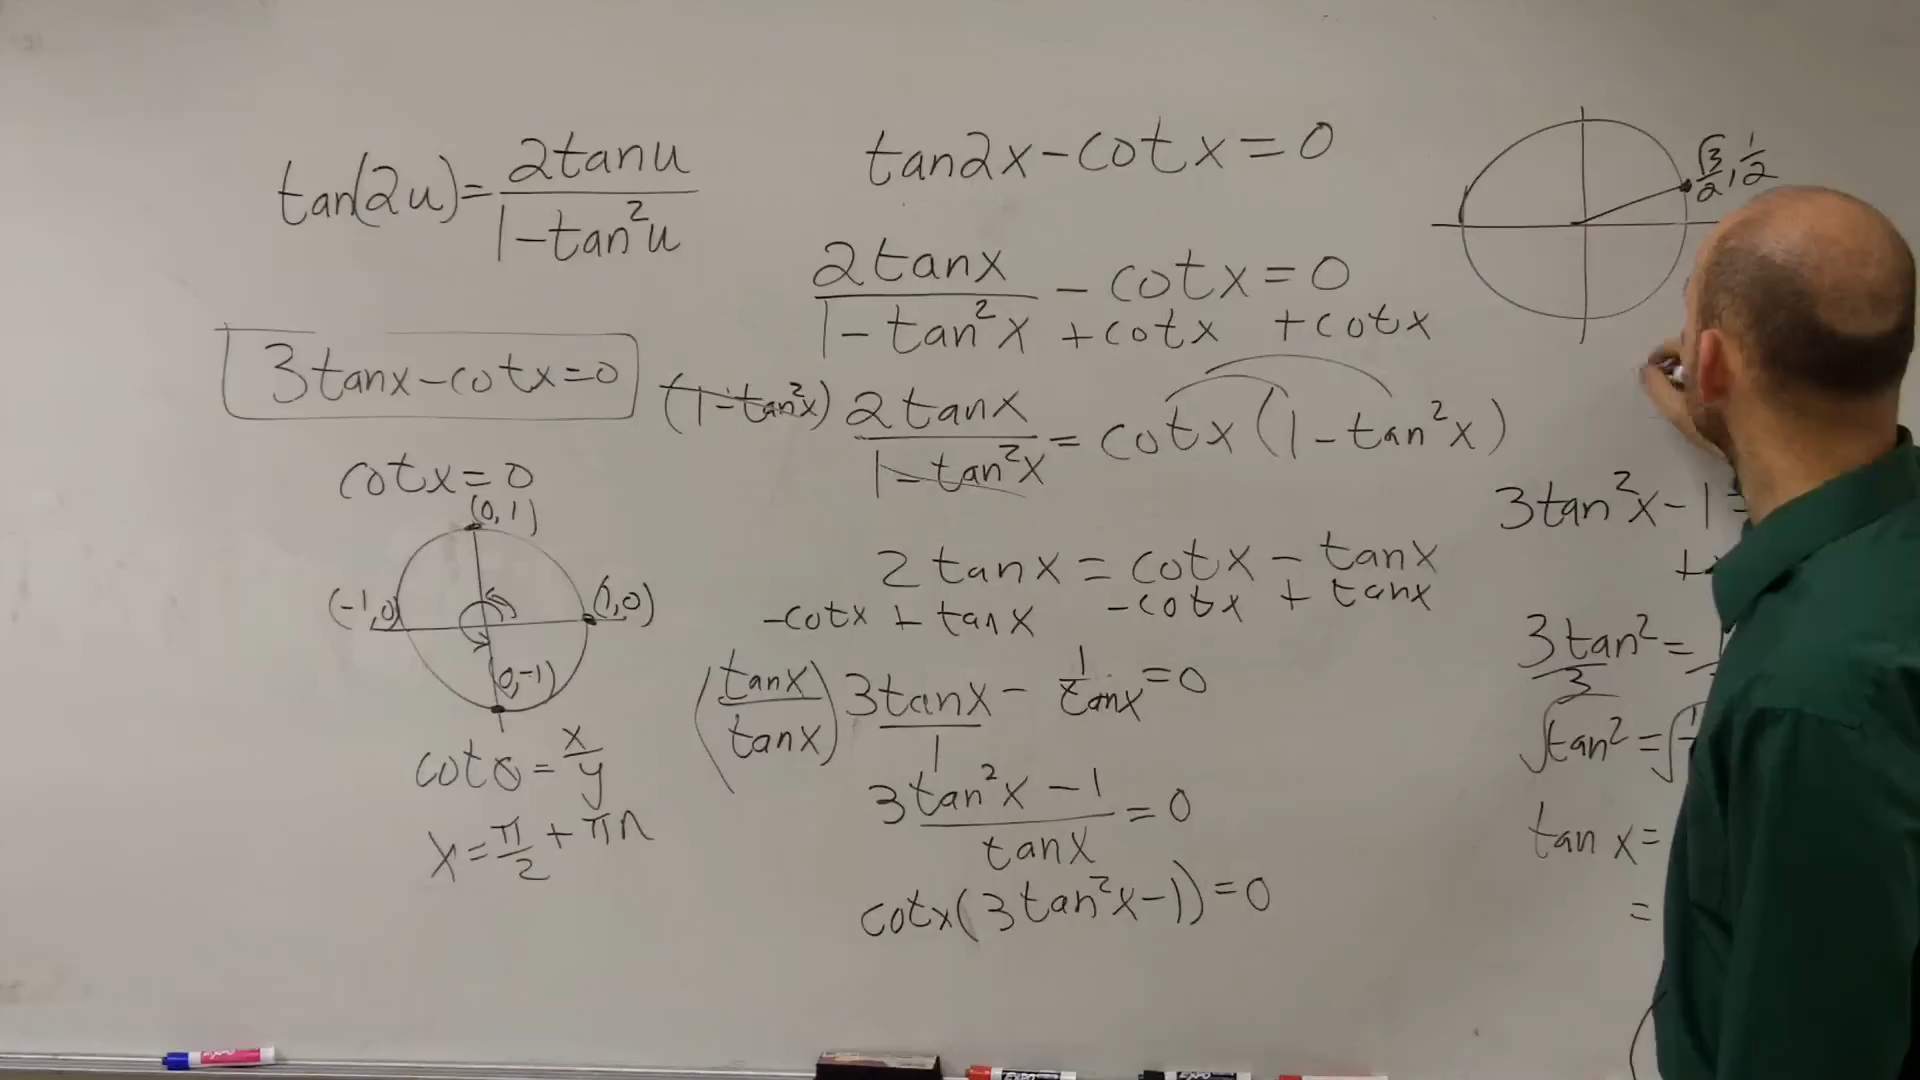 tan(2u) = 2tanu / 1-tan²u
3tanx-cotx=0
cotx=0
(0,1)
(-1,0)
(1,0)
(0,-1)
cotθ = x/y
x = π/2 + πn
tan2x-cotx=0
2tanx / 1-tan²x - cotx=0
+cotx +cotx
(1-tan²x) 2tanx / 1-tan²x = cotx(1-tan²x)
2tanx = cotx - tanx
-cotx + tanx -cotx + tanx
(tanx/tanx) 3tanx/1 - 1/tanx = 0
3tan²x - 1 / tanx = 0
cotx(3tan²x-1)=0
√3/2, 1/2
3tan²x-1=
+
3tan²=
3
√tan² = √
tan x=
=
EXPO
EXPO